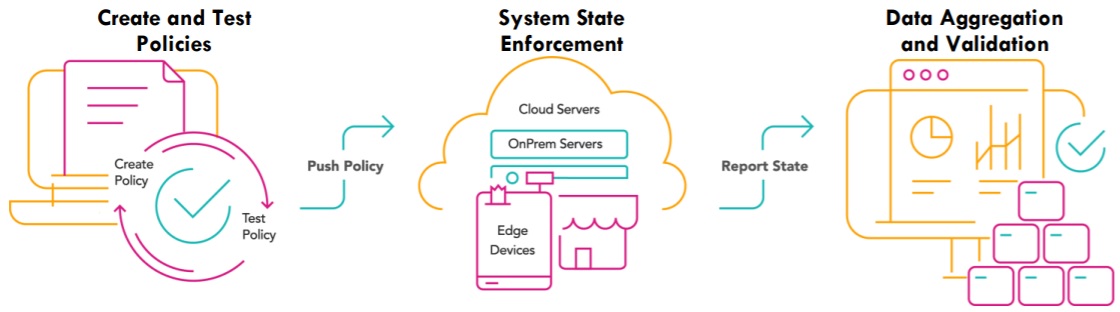 Create and Test
Policies
Create
Policy
Test
Policy
Push Policy
System State
Enforcement
Cloud Servers
OnPrem Servers
Edge
Devices
Report State
Data Aggregation
and Validation